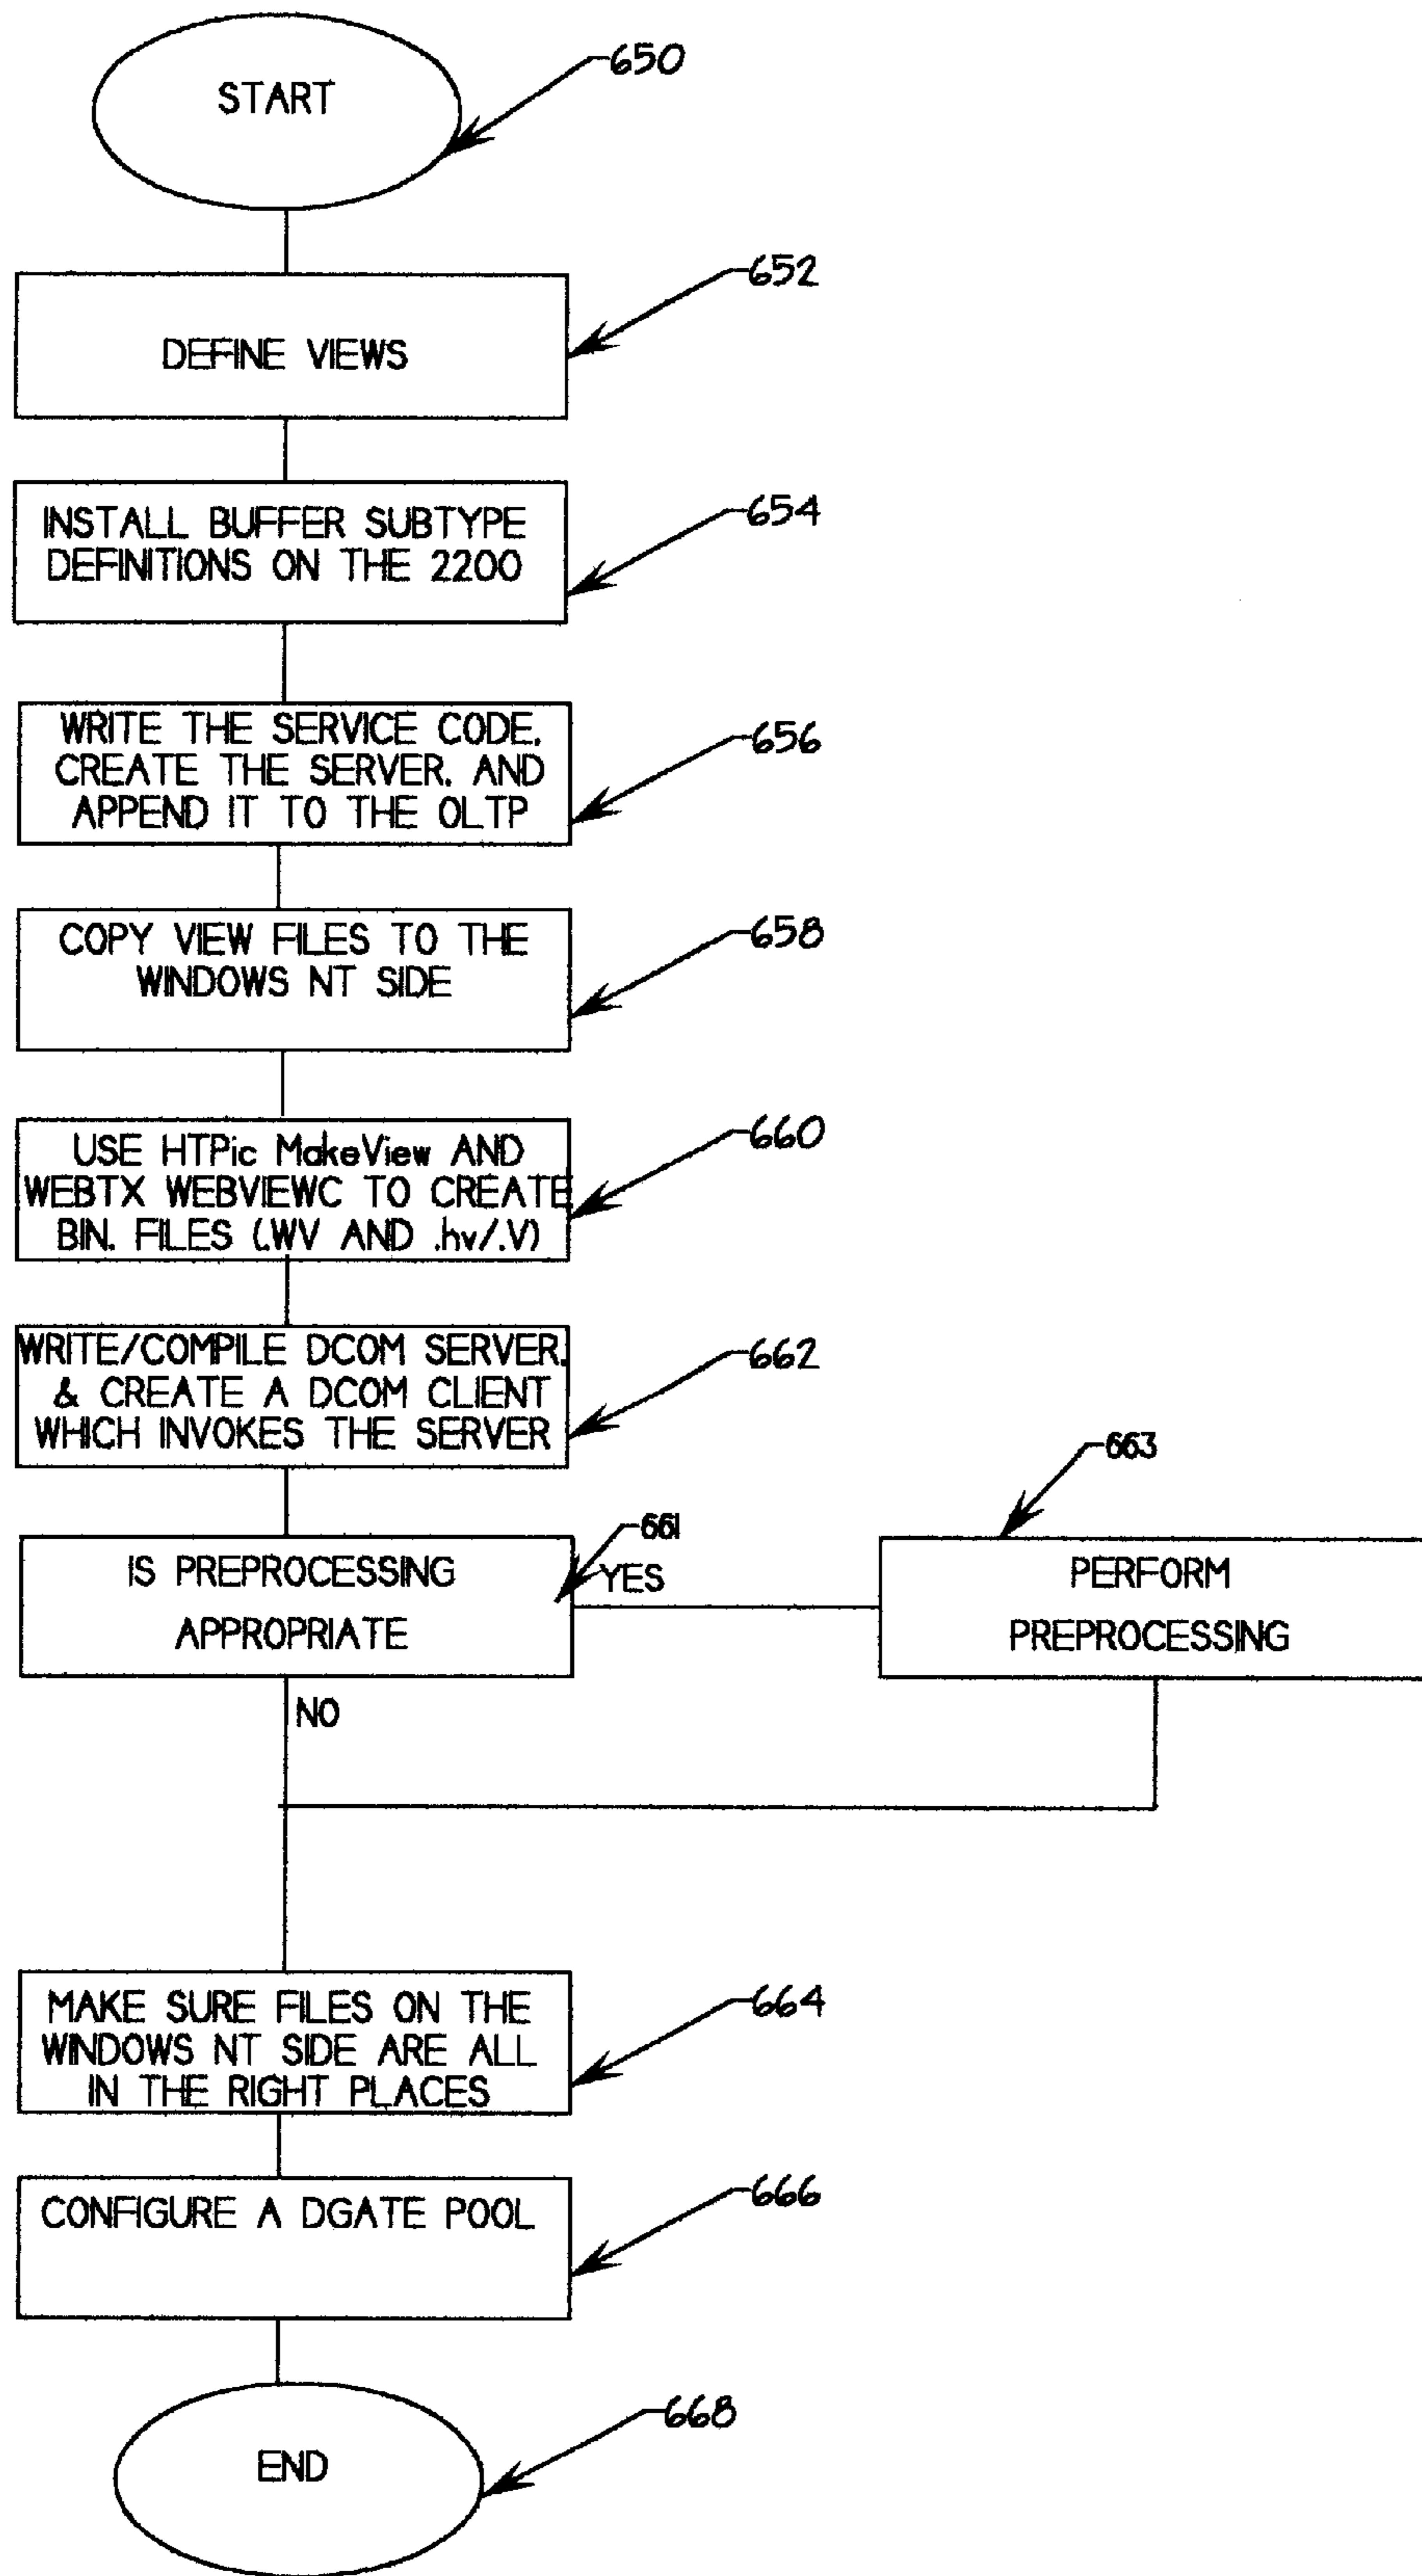 START
650
652
DEFINE VIEWS
INSTALL BUFFER SUBTYPE
DEFINITIONS ON THE 2200
654
WRITE THE SERVICE CODE,
CREATE THE SERVER, AND
APPEND IT TO THE OLTP
656
COPY VIEW FILES TO THE
WINDOWS NT SIDE
658
USE HTPic MakeView AND
WEBTX WEBVIEWC TO CREATE
BIN. FILES (.WV AND .hv/.V)
660
WRITE/COMPILE DCOM SERVER,
& CREATE A DCOM CLIENT
WHICH INVOKES THE SERVER
662
663
661
IS PREPROCESSING
APPROPRIATE
YES
PERFORM
PREPROCESSING
NO
MAKE SURE FILES ON THE
WINDOWS NT SIDE ARE ALL
IN THE RIGHT PLACES
664
CONFIGURE A DGATE POOL
666
668
END